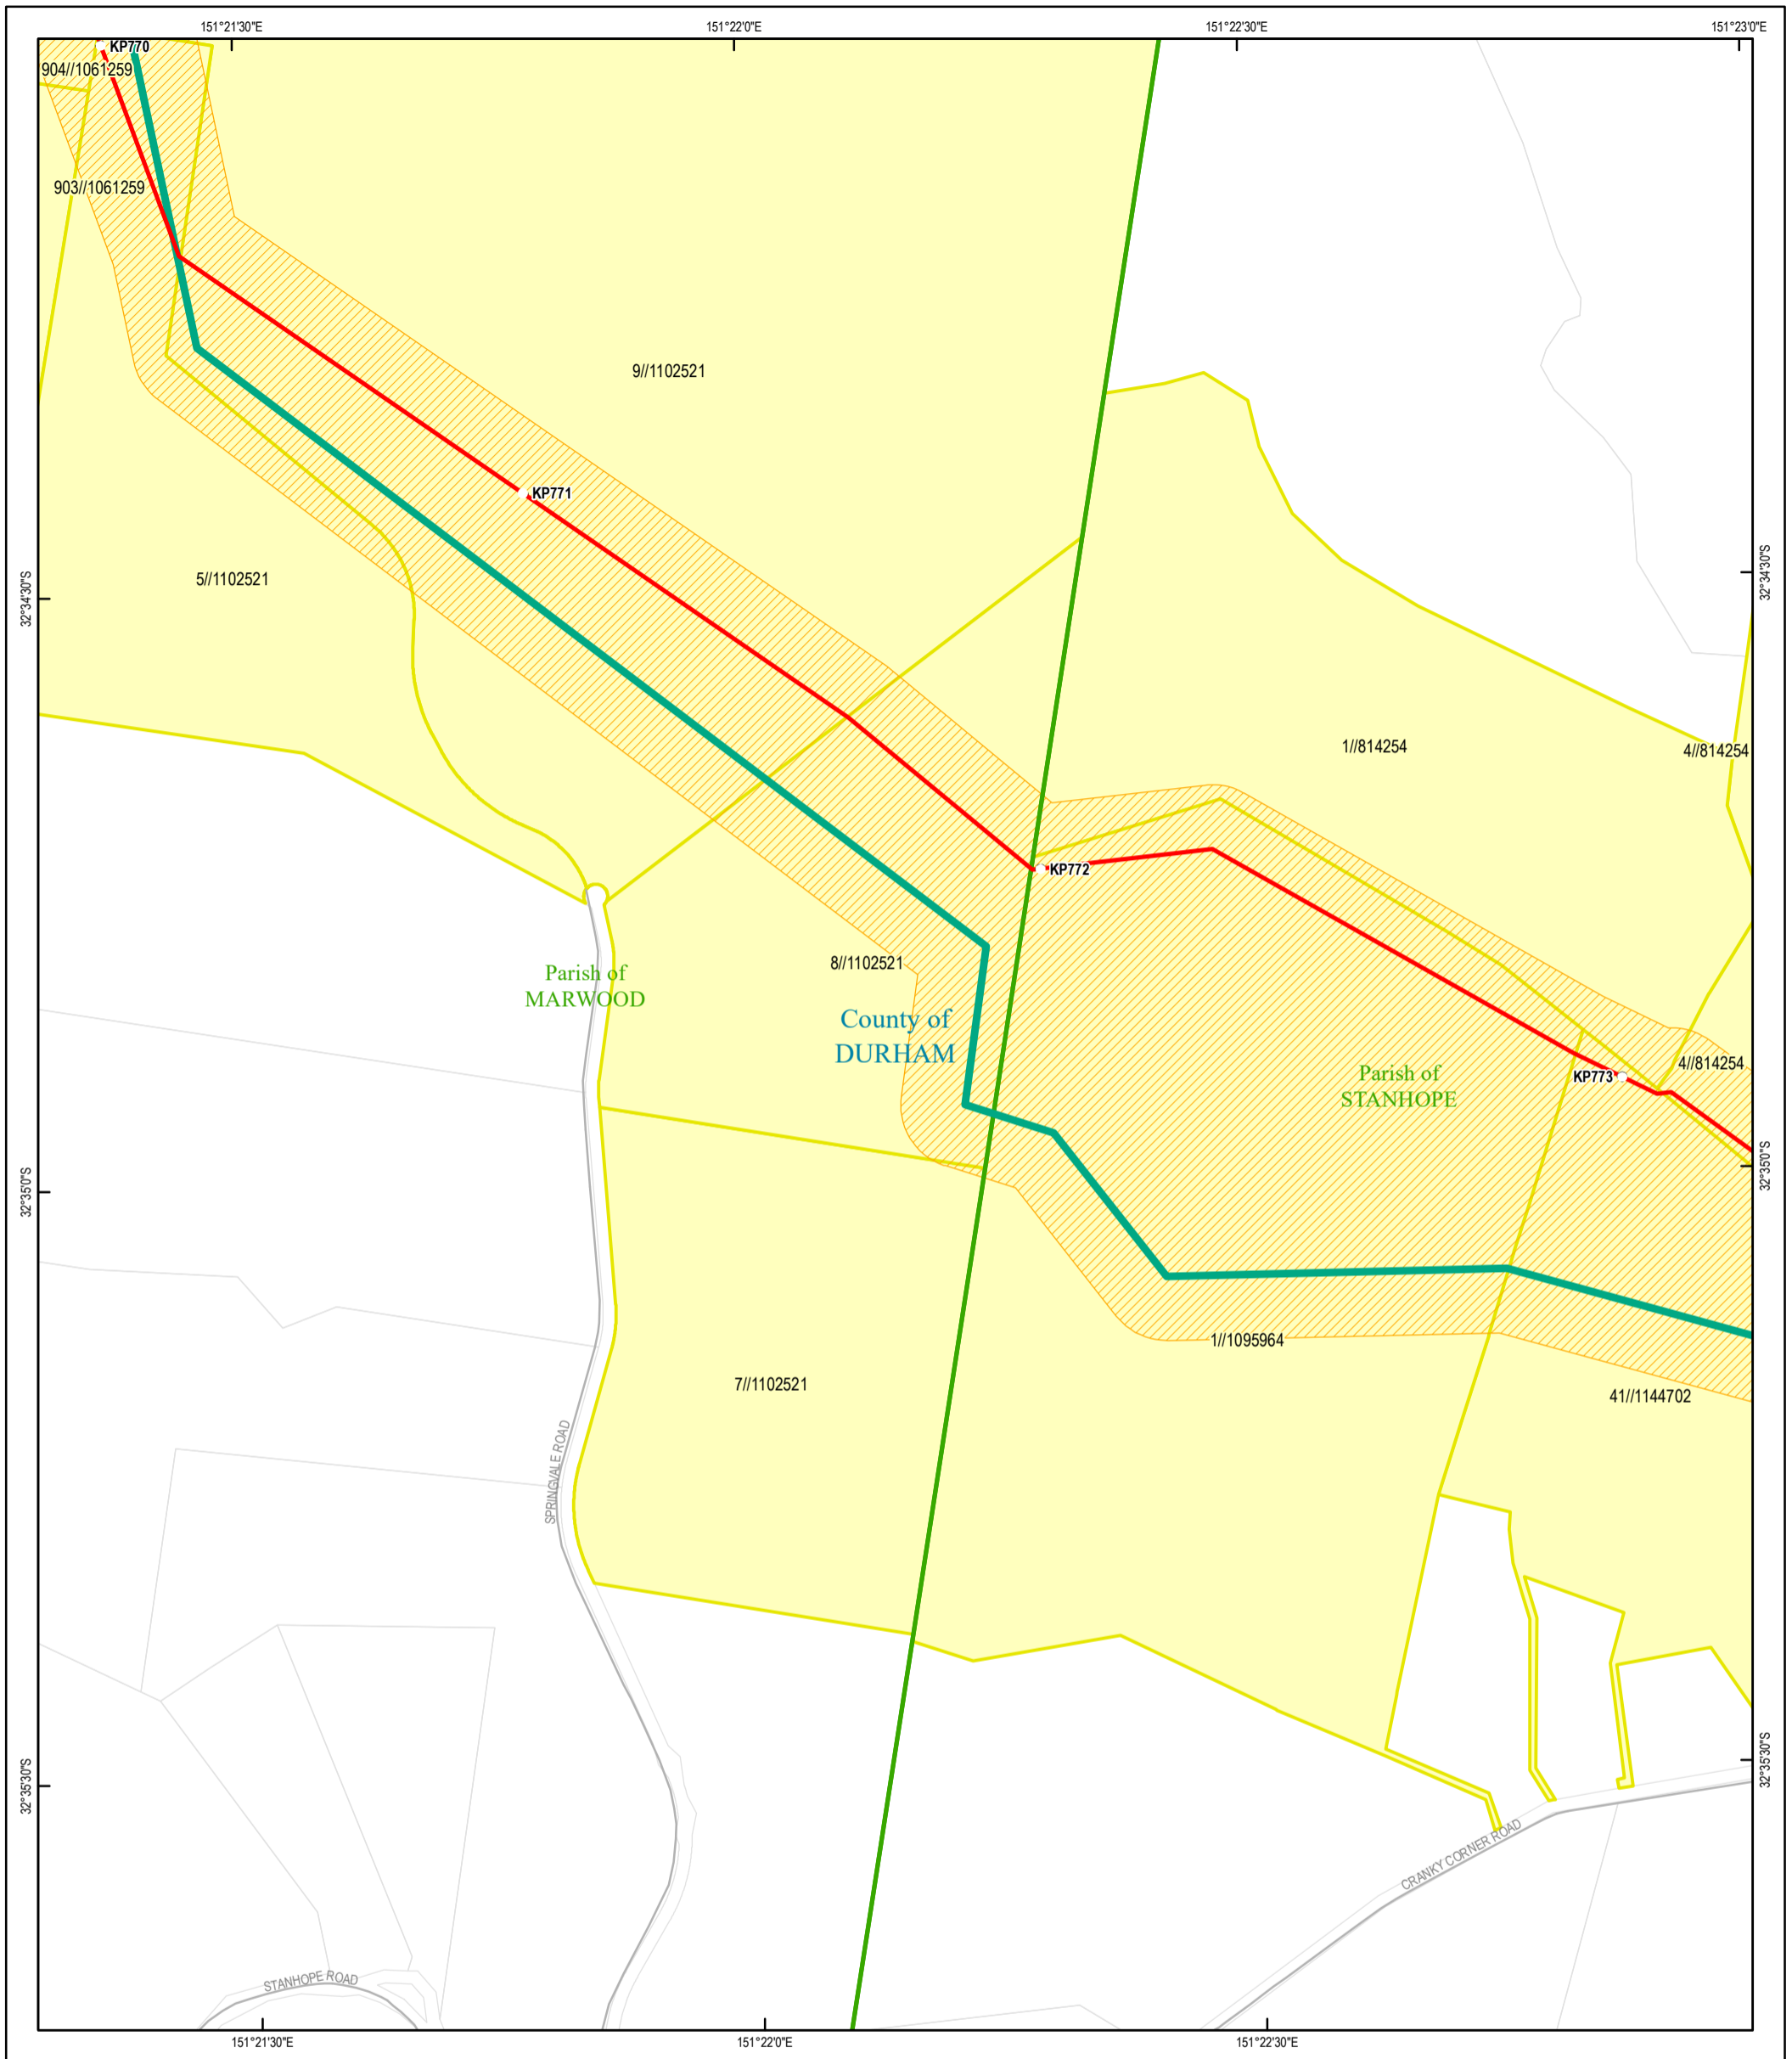 151°21'30"E
151°22'0"E
151°22'30"E
151°23'0"E
KP770
904//1061259
903//1061259
9//1102521
KP771
5//1102521
32°34'30"S
32°34'30"S
1//814254
4//814254
KP772
8//1102521
Parish of
MARWOOD
County of
DURHAM
Parish of
STANHOPE
KP773
4//814254
32°35'0"S
32°35'0"S
1//1095964
7//1102521
41//1144702
SPRINGVALE ROAD
32°35'30"S
32°35'30"S
CRANKY CORNER ROAD
STANHOPE ROAD
151°21'30"E
151°22'0"E
151°22'30"E